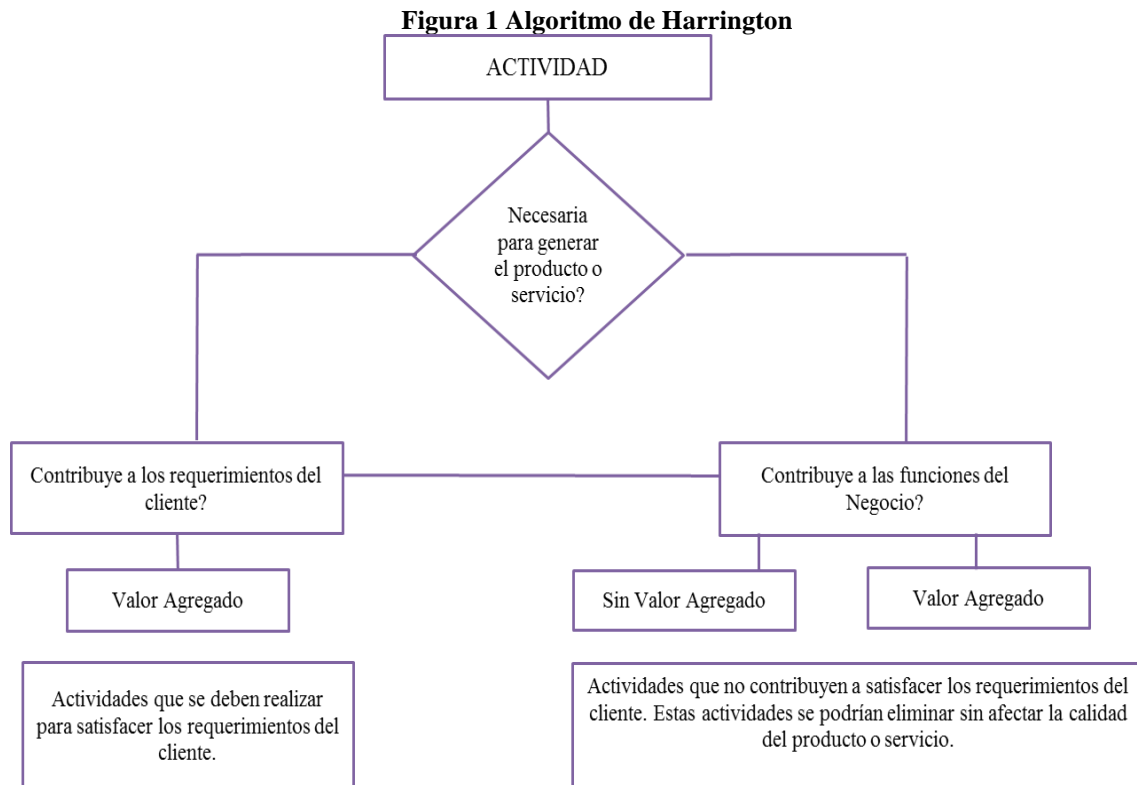 Figura 1 Algoritmo de Harrington
ACTIVIDAD
Necesaria
para generar
el producto o
servicio?
Contribuye a los requerimientos del
cliente?
Contribuye a las funciones del
Negocio?
Valor Agregado
Sin Valor Agregado
Valor Agregado
Actividades que se deben realizar
para satisfacer los requerimientos del
cliente.
Actividades que no contribuyen a satisfacer los requerimientos del
cliente. Estas actividades se podrían eliminar sin afectar la calidad
del producto o servicio.